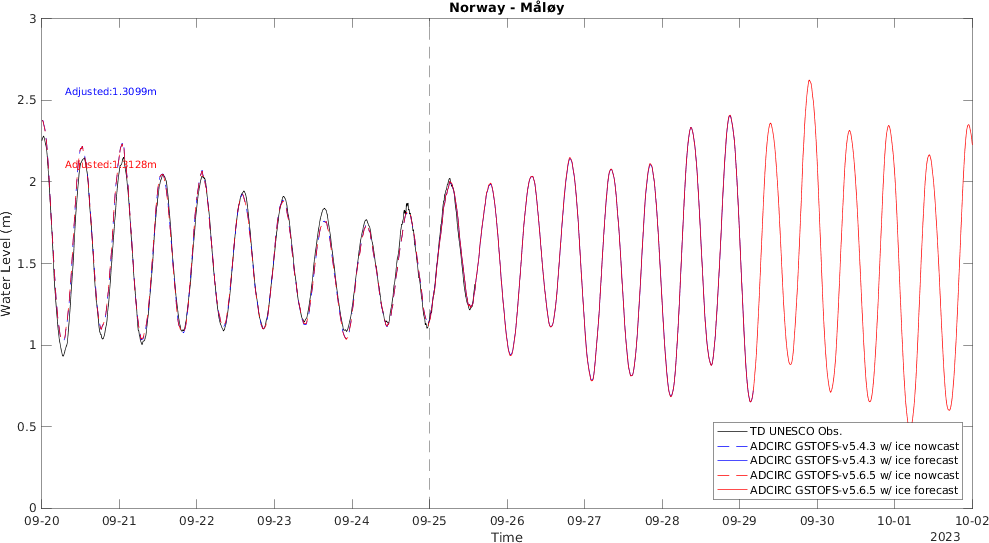 Norway - Måløy
3
2.5
2
1.5
1
0.5
0
Water Level (m)
Adjusted:1.3099m
Adjusted:1.3128m
TD UNESCO Obs.
ADCIRC GSTOFS-v5.4.3 w/ ice nowcast
ADCIRC GSTOFS-v5.4.3 w/ ice forecast
ADCIRC GSTOFS-v5.6.5 w/ ice nowcast
ADCIRC GSTOFS-v5.6.5 w/ ice forecast
09-20 09-21 09-22 09-23 09-24 09-25 09-26 09-27 09-28 09-29 09-30 10-01 10-02
Time
2023